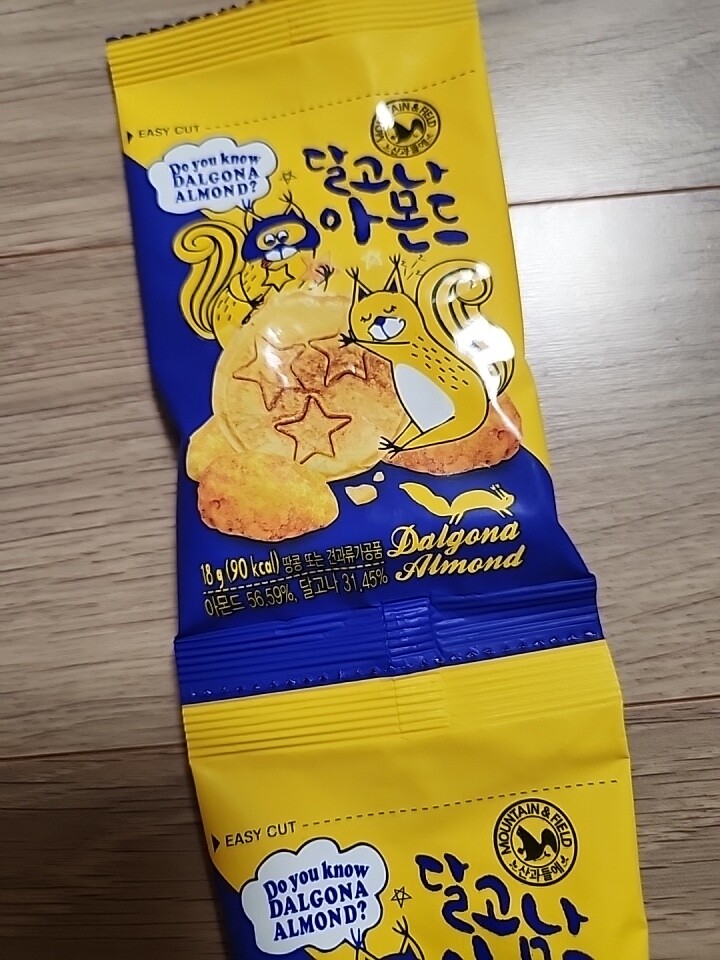 EASY CUT
MOUNTAIN & FIELD
산과들에
Do you know
DALGONA
ALMOND?
달고나
아몬드
18 g (90 kcal) 땅콩 또는 견과류가공품
아몬드 56.59%, 달고나 31.45%
Dalgona
Almond
EASY CUT
MOUNTAIN & FIELD
산과들에
Do you know
DALGONA
ALMOND?
달고나